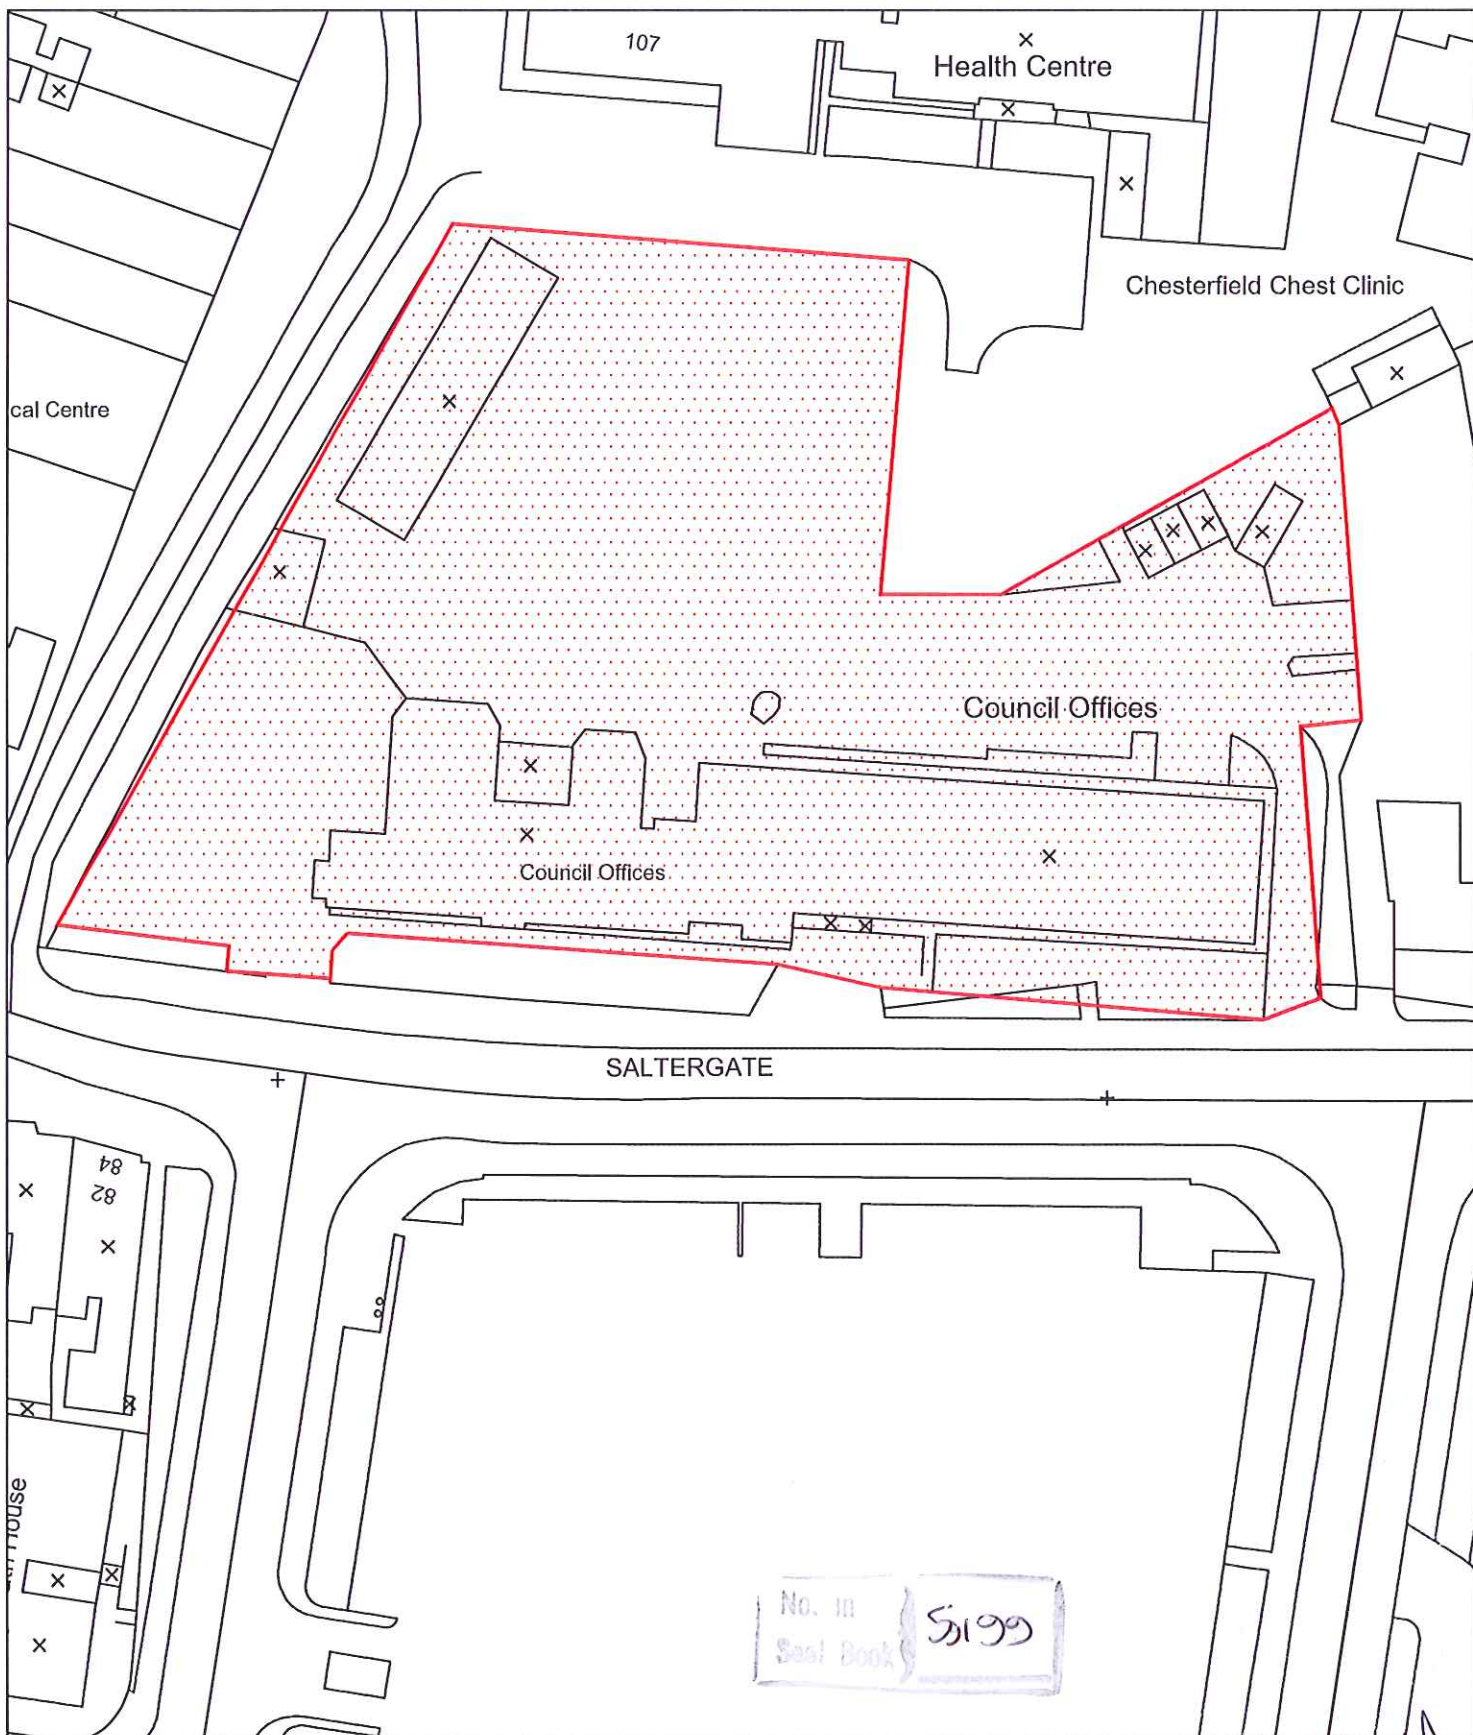 107
Health Centre
Chesterfield Chest Clinic
cal Centre
Council Offices
Council Offices
SALTERGATE
84
82
House
No. in
Seal Book
5199